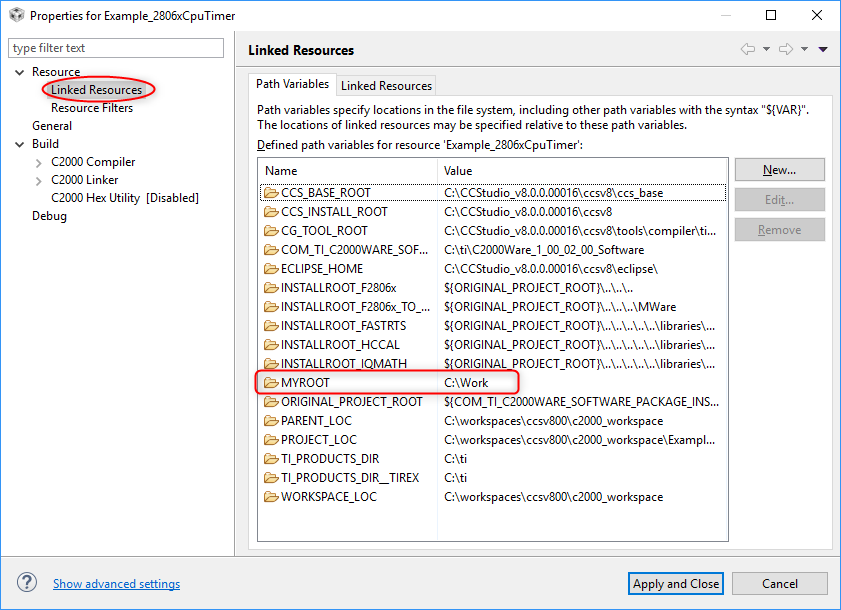 Properties for Example_2806xCpuTimer
type filter text
Resource
Linked Resources
Resource Filters
General
Build
C2000 Compiler
C2000 Linker
C2000 Hex Utility [Disabled]
Debug
Linked Resources
Path Variables Linked Resources
Path variables specify locations in the file system, including other path variables with the syntax "${VAR}".
The locations of linked resources may be specified relative to these path variables.
Defined path variables for resource 'Example_2806xCpuTimer':
Name Value
CCS_BASE_ROOT C:\CCStudio_v8.0.0.00016\ccsv8\ccs_base
CCS_INSTALL_ROOT C:\CCStudio_v8.0.0.00016\ccsv8
CG_TOOL_ROOT C:\CCStudio_v8.0.0.00016\ccsv8\tools\compiler\ti...
COM_TI_C2000WARE_SOF... C:\ti\C2000Ware_1_00_02_00_Software
ECLIPSE_HOME C:\CCStudio_v8.0.0.00016\ccsv8\eclipse\
INSTALLROOT_F2806x ${ORIGINAL_PROJECT_ROOT}\..\..\..
INSTALLROOT_F2806x_TO_... ${ORIGINAL_PROJECT_ROOT}\..\..\..\MWare
INSTALLROOT_FASTRTS ${ORIGINAL_PROJECT_ROOT}\..\..\..\..\..\libraries\...
INSTALLROOT_HCCAL ${ORIGINAL_PROJECT_ROOT}\..\..\..\..\..\libraries\...
INSTALLROOT_IQMATH ${ORIGINAL_PROJECT_ROOT}\..\..\..\..\..\libraries\...
MYROOT C:\Work
ORIGINAL_PROJECT_ROOT ${COM_TI_C2000WARE_SOFTWARE_PACKAGE_INS...
PARENT_LOC C:\workspaces\ccsv800\c2000_workspace
PROJECT_LOC C:\workspaces\ccsv800\c2000_workspace\Exampl...
TI_PRODUCTS_DIR C:\ti
TI_PRODUCTS_DIR__TIREX C:\ti
WORKSPACE_LOC C:\workspaces\ccsv800\c2000_workspace
New...
Edit...
Remove
Show advanced settings
Apply and Close
Cancel